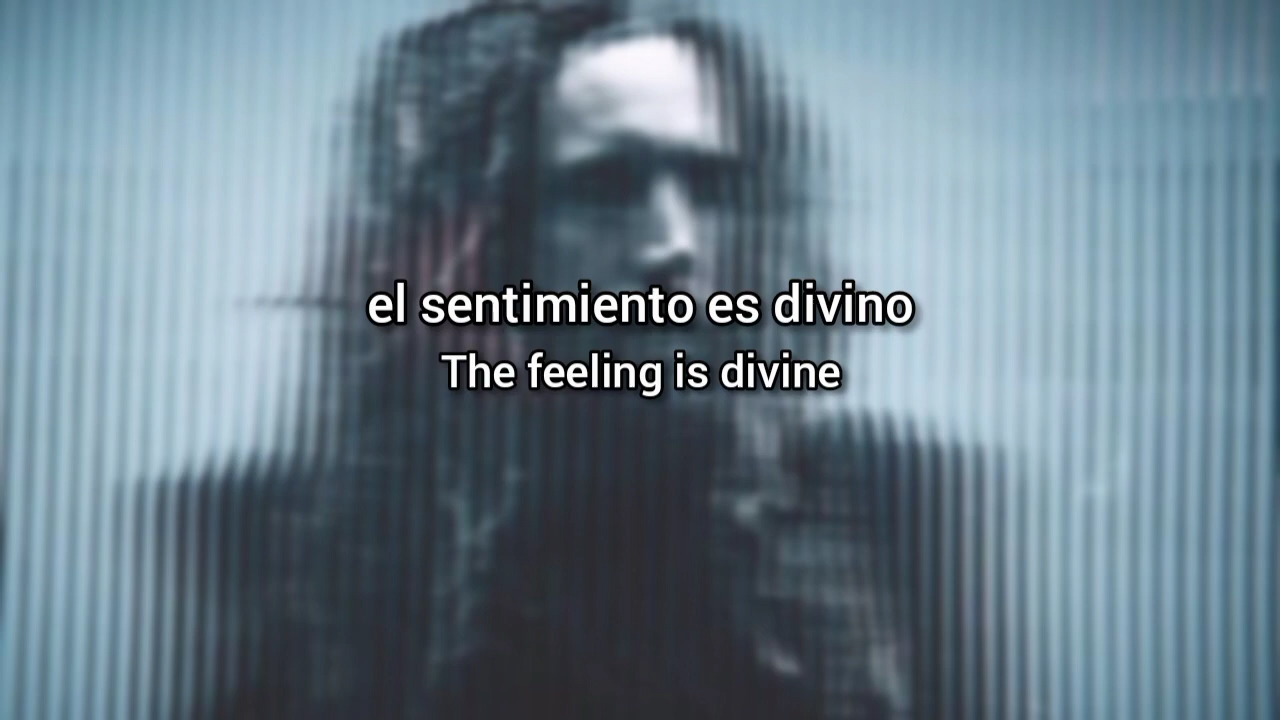 el sentimiento es divino
The feeling is divine